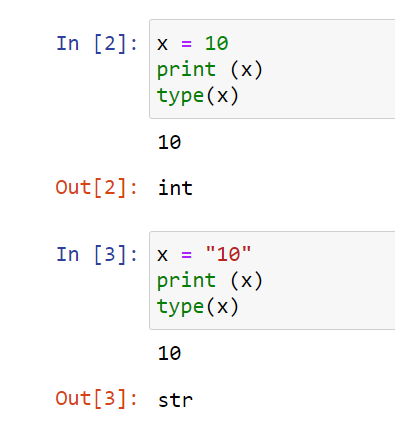 In [2]: x = 10
print (x)
type(x)
10
Out[2]: int
In [3]: x = "10"
print (x)
type(x)
10
Out[3]: str